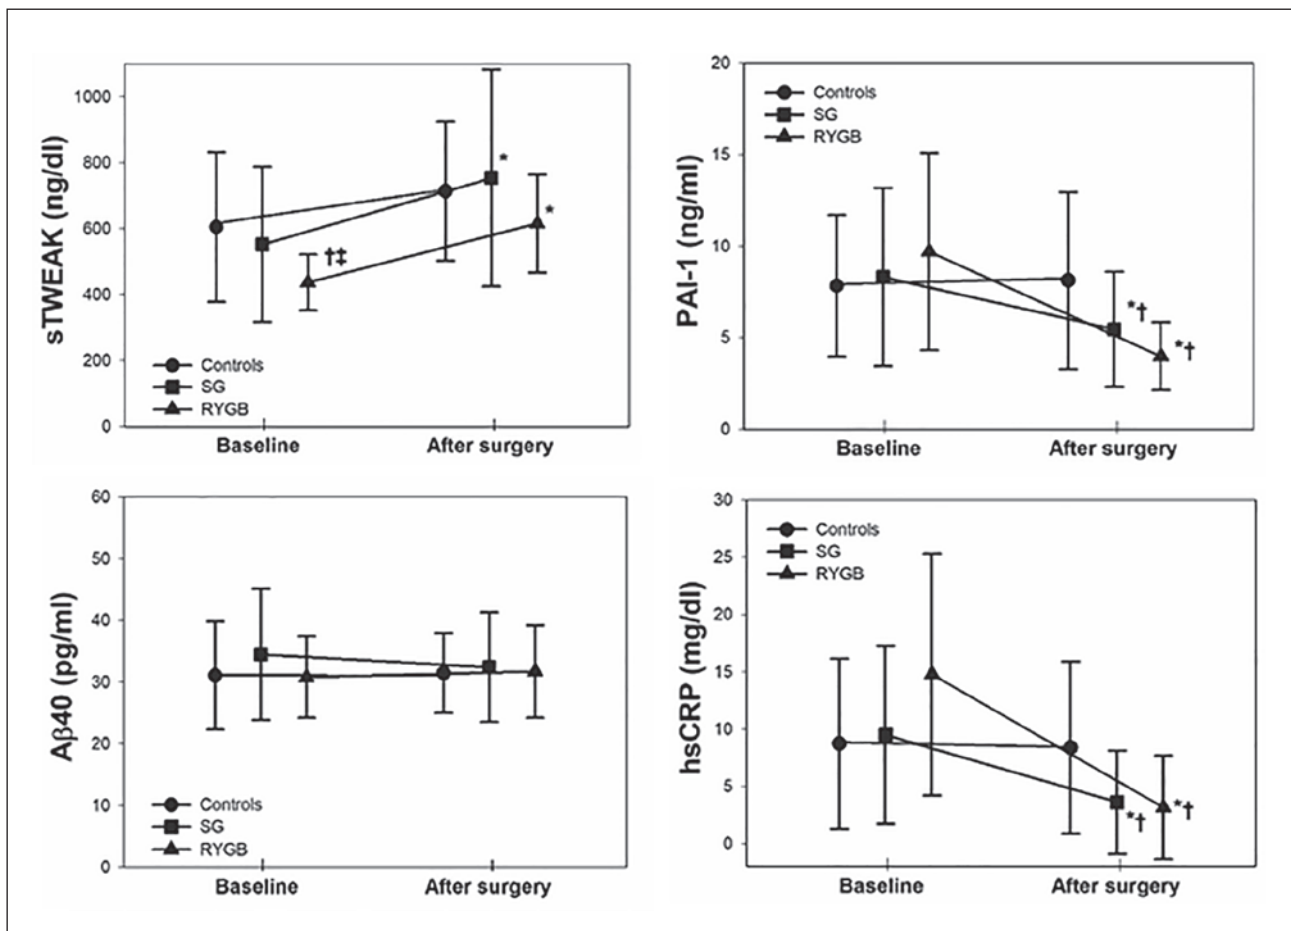 sTWEAK (ng/dl)
1000
800
600
400
200
0
*
*
†‡
Controls
SG
RYGB
Baseline
After surgery
PAI-1 (ng/ml)
20
15
10
5
0
Controls
SG
RYGB
*†
*†
Baseline
After surgery
Aβ40 (pg/ml)
60
50
40
30
20
10
0
Controls
SG
RYGB
Baseline
After surgery
hsCRP (mg/dl)
30
25
20
15
10
5
0
Controls
SG
RYGB
*†
*†
Baseline
After surgery